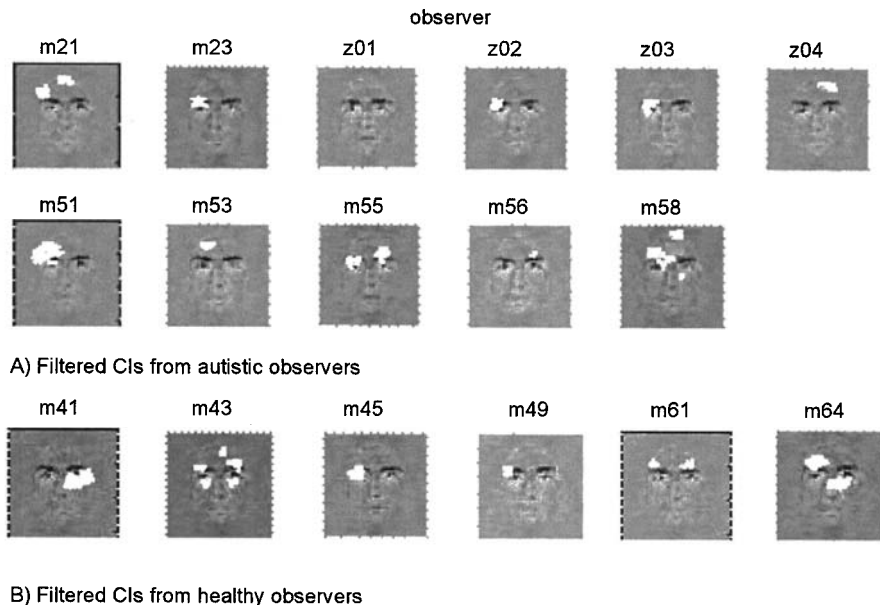 observer
m21 m23 z01 z02 z03 z04
m51 m53 m55 m56 m58
A) Filtered CIs from autistic observers
m41 m43 m45 m49 m61 m64
B) Filtered CIs from healthy observers